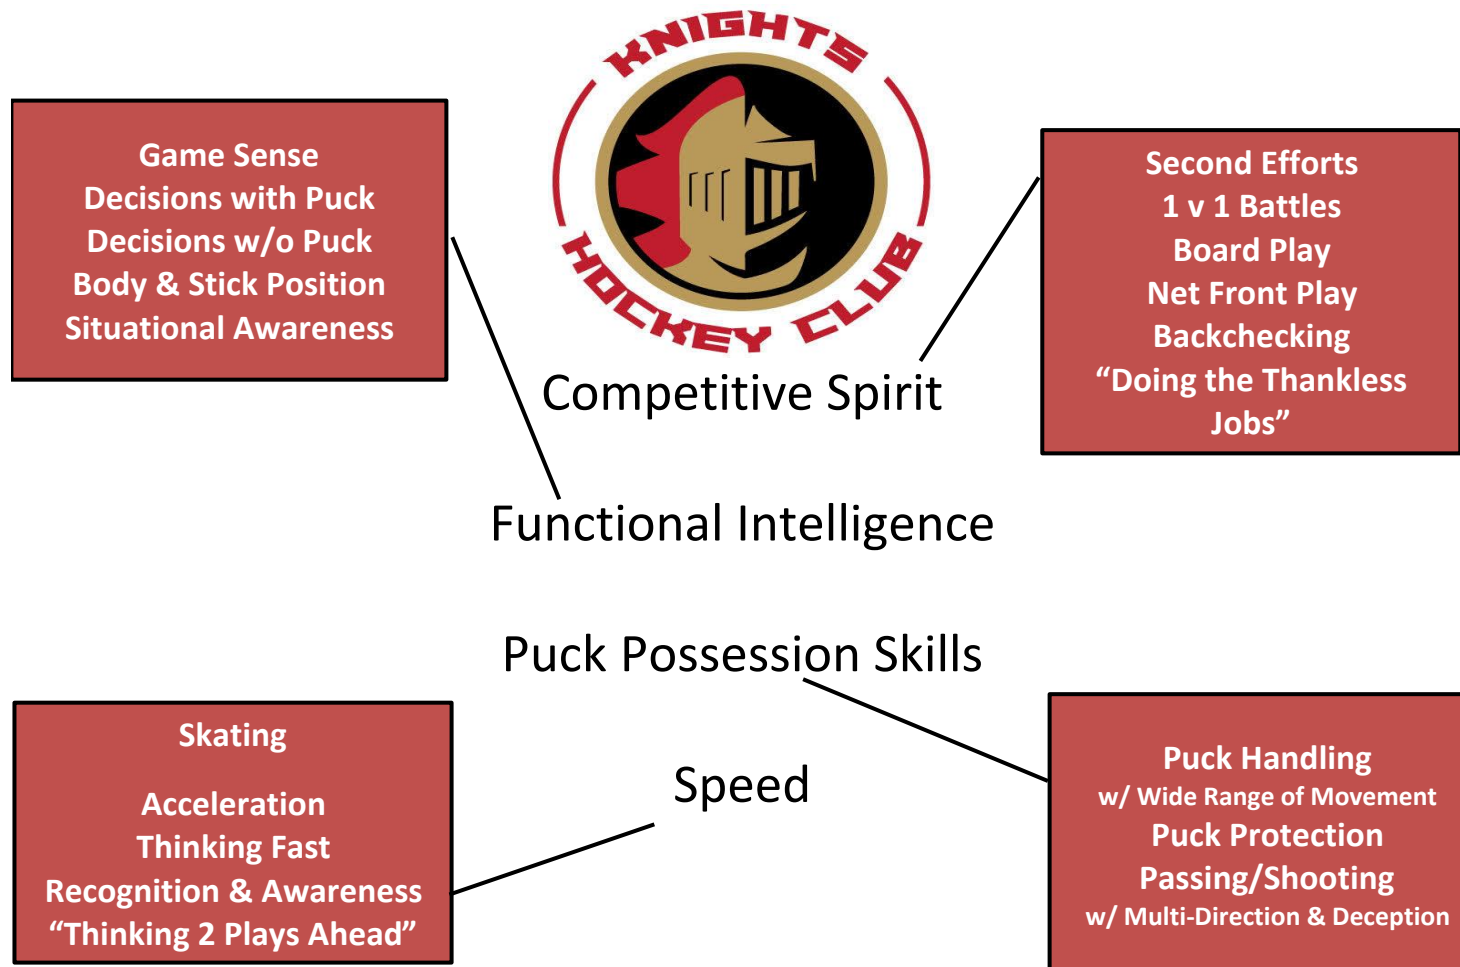 KNIGHTS
HOCKEY CLUB
Game Sense
Decisions with Puck
Decisions w/o Puck
Body & Stick Position
Situational Awareness
Second Efforts
1 v 1 Battles
Board Play
Net Front Play
Backchecking
“Doing the Thankless
Jobs”
Competitive Spirit
Functional Intelligence
Puck Possession Skills
Speed
Skating
Acceleration
Thinking Fast
Recognition & Awareness
“Thinking 2 Plays Ahead”
Puck Handling
w/ Wide Range of Movement
Puck Protection
Passing/Shooting
w/ Multi-Direction & Deception